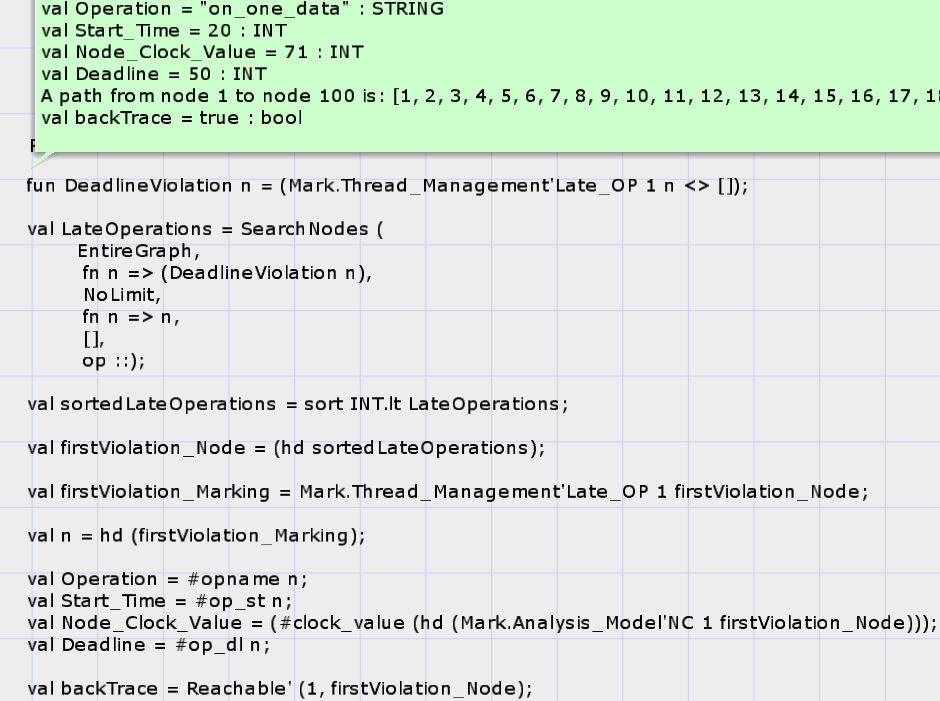 val Operation = "on_one_data" : STRING
val Start_Time = 20 : INT
val Node_Clock_Value = 71 : INT
val Deadline = 50 : INT
A path from node 1 to node 100 is: [1, 2, 3, 4, 5, 6, 7, 8, 9, 10, 11, 12, 13, 14, 15, 16, 17, 18
val backTrace = true : bool
fun DeadlineViolation n = (Mark.Thread_Management'Late_OP 1 n <> []);
val LateOperations = SearchNodes (
EntireGraph,
fn n => (DeadlineViolation n),
NoLimit,
fn n => n,
[],
op ::);
val sortedLateOperations = sort INT.lt LateOperations;
val firstViolation_Node = (hd sortedLateOperations);
val firstViolation_Marking = Mark.Thread_Management'Late_OP 1 firstViolation_Node;
val n = hd (firstViolation_Marking);
val Operation = #opname n;
val Start_Time = #op_st n;
val Node_Clock_Value = (#clock_value (hd (Mark.Analysis_Model'NC 1 firstViolation_Node)));
val Deadline = #op_dl n;
val backTrace = Reachable' (1, firstViolation_Node);